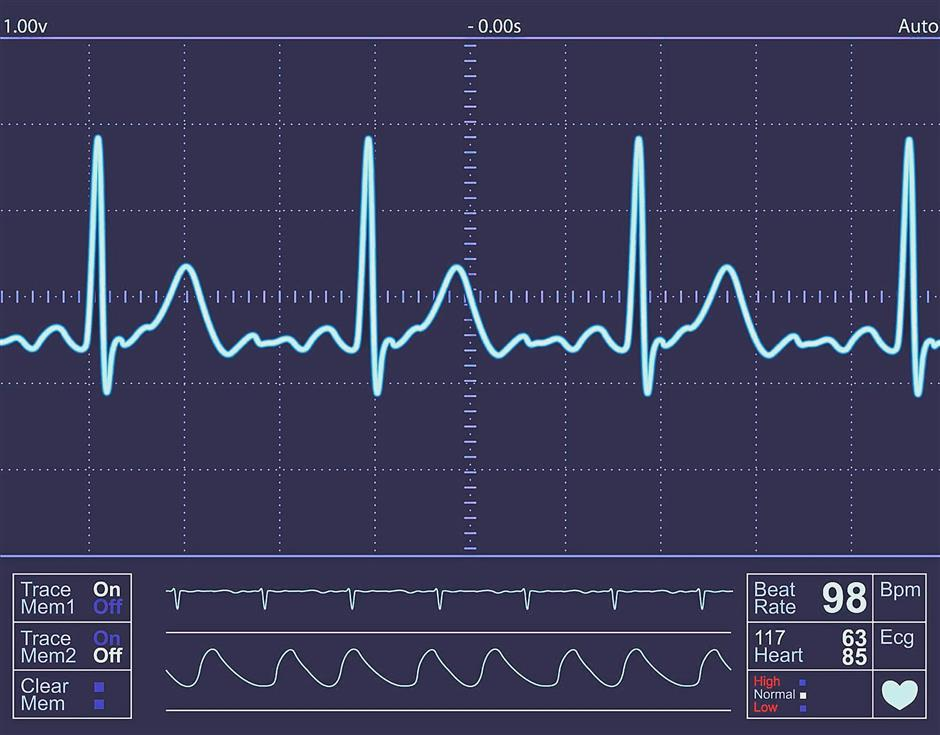 1.00v - 0.00s Auto
Trace On
Mem1 Off
Trace On
Mem2 Off
Clear
Mem
Beat
Rate 98 Bpm
117 63 Ecg
Heart 85
High
Normal
Low